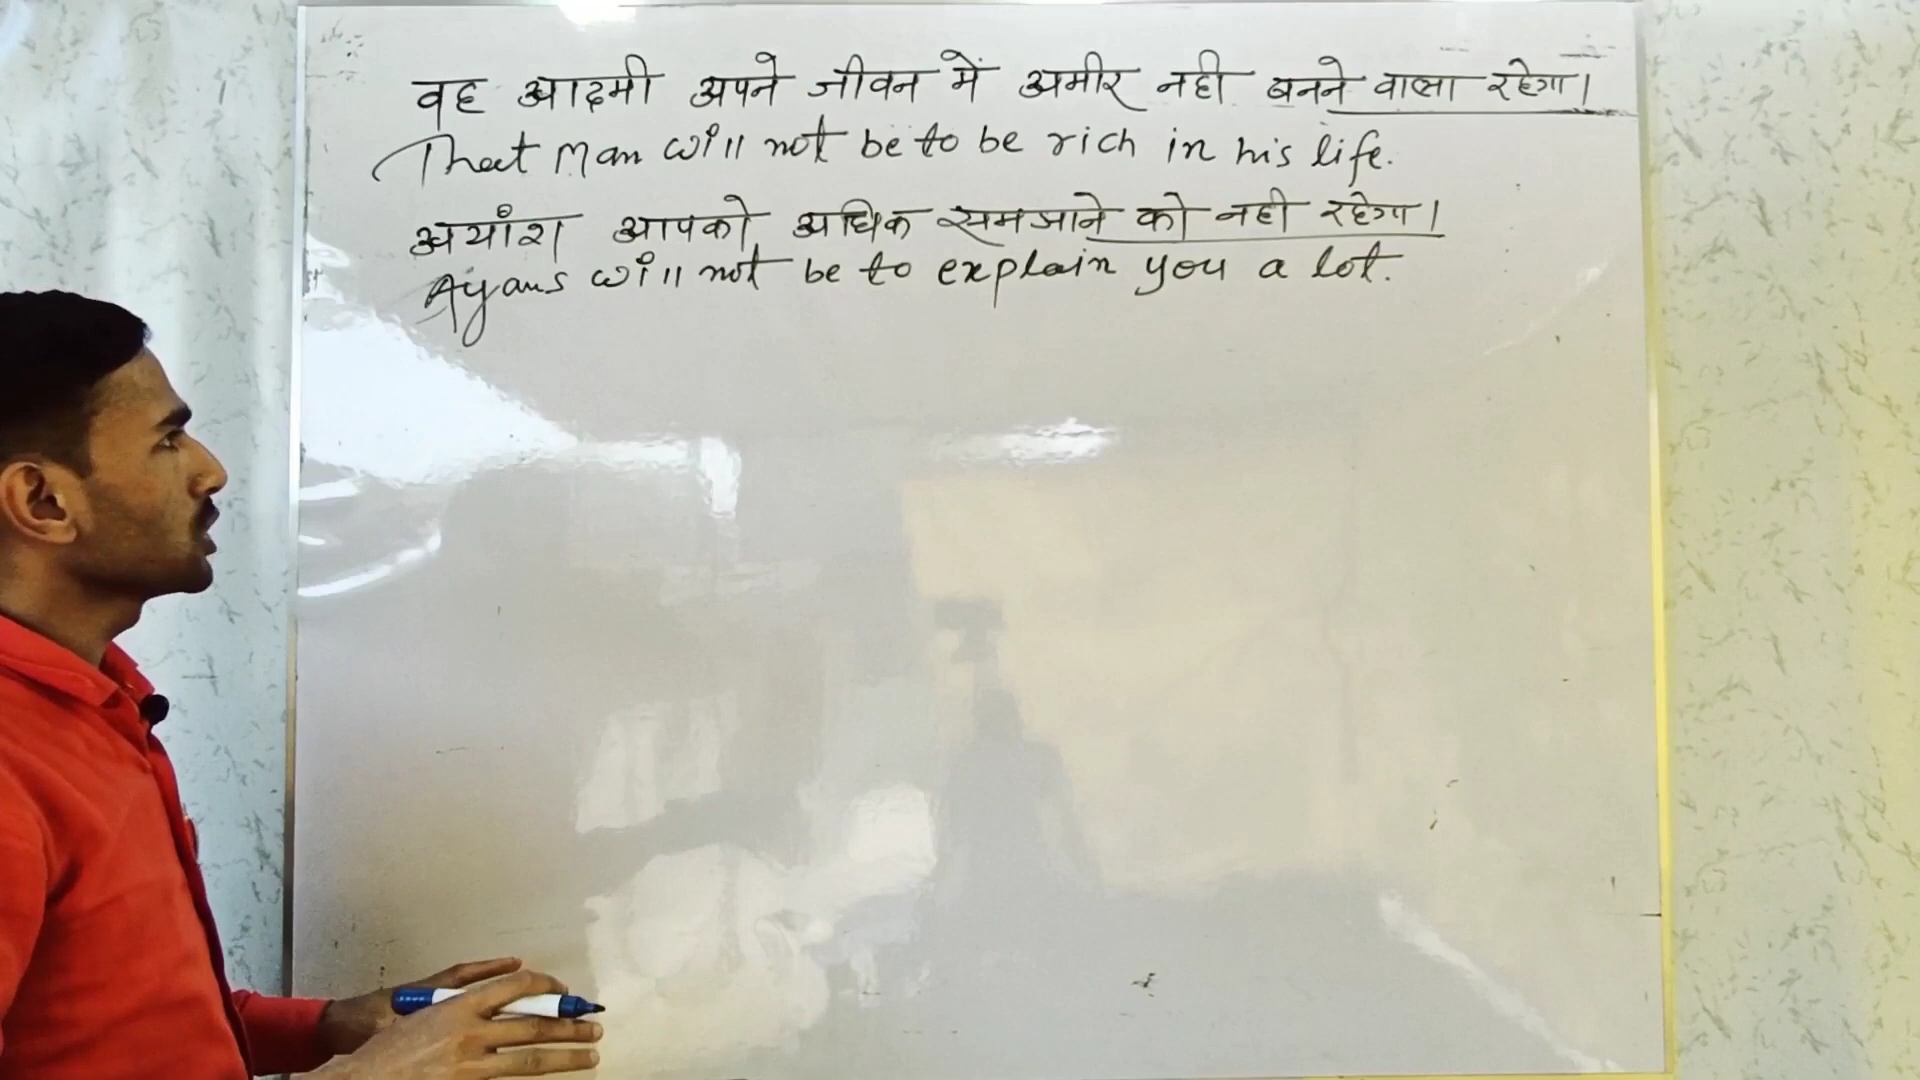 वह आदमी अपने जीवन में अमीर नही बनने वाला रहेगा।
That Man will not be to be rich in his life.
अयांश आपको अधिक समजाने को नही रहेगा।
Ayans will not be to explain you a lot.